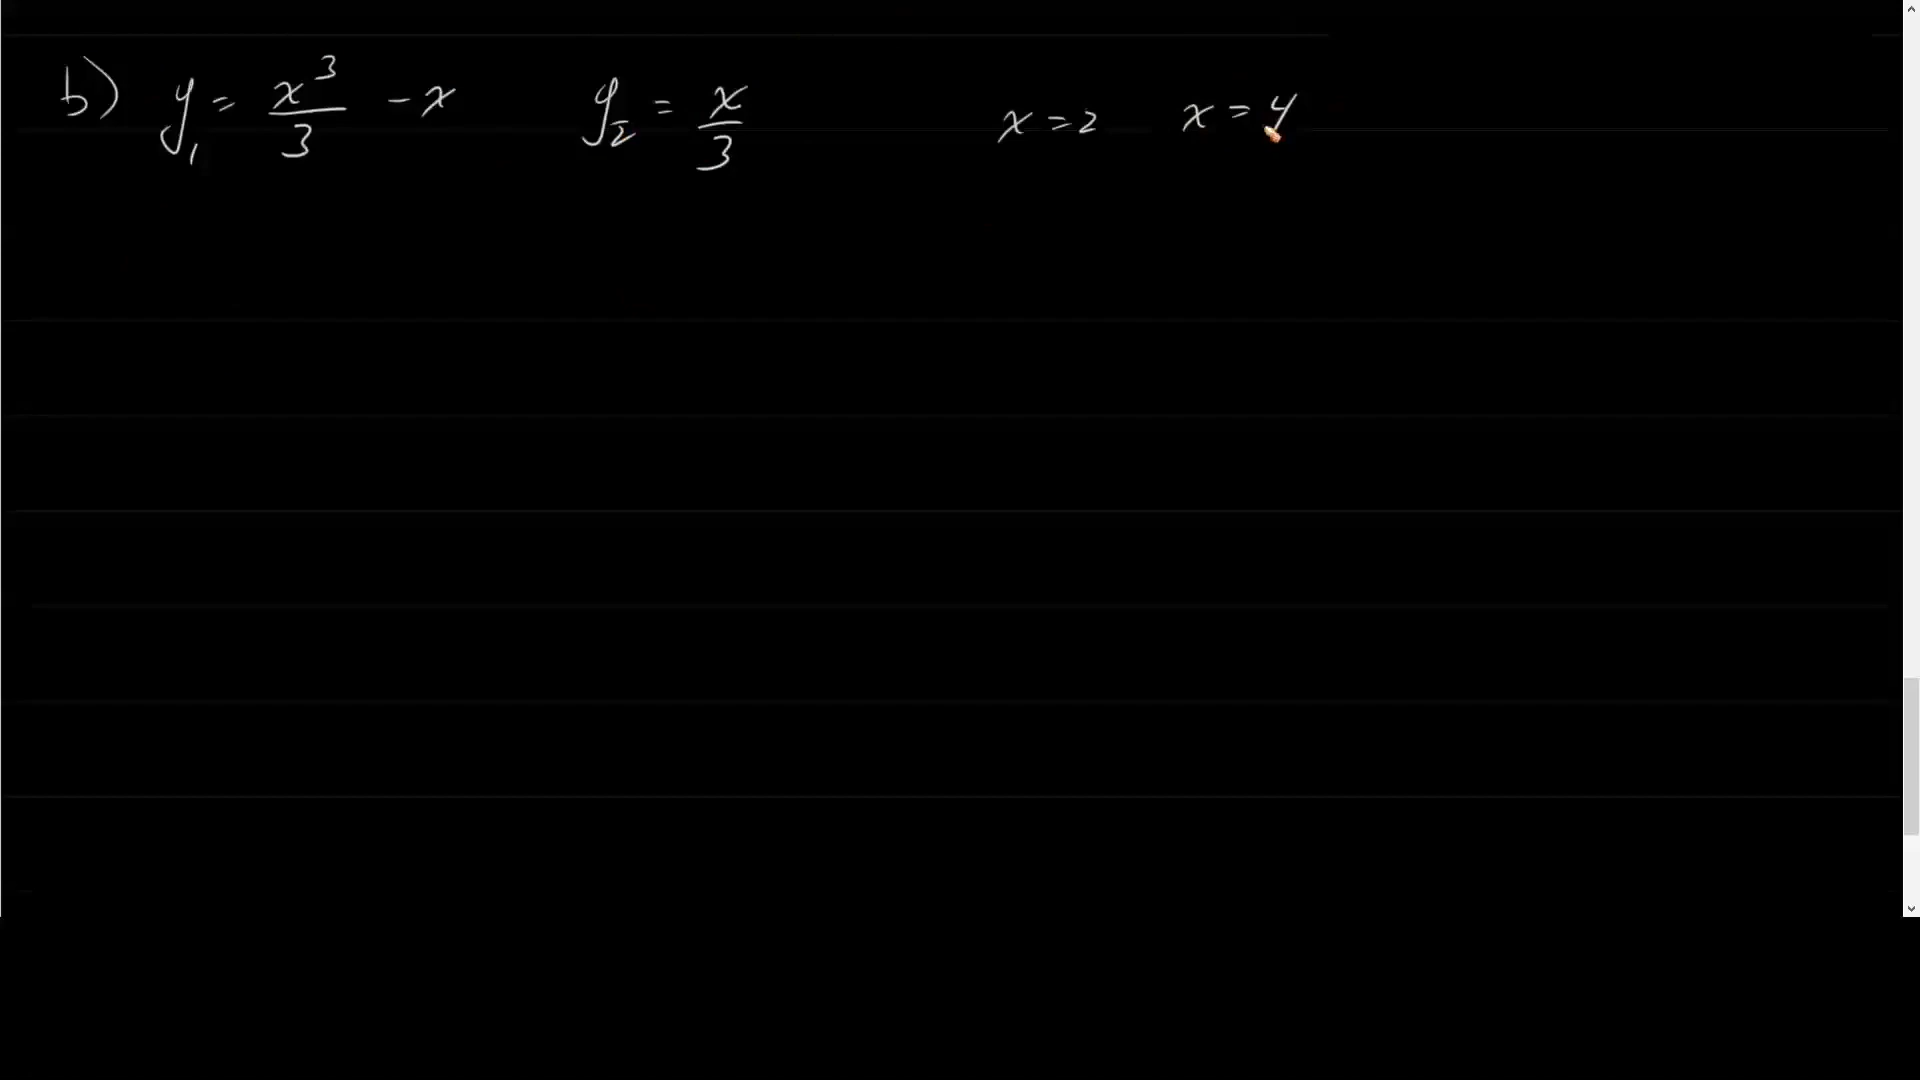 b) y₁ = x³/3 - x y₂ = x/3 x = 2 x = 4